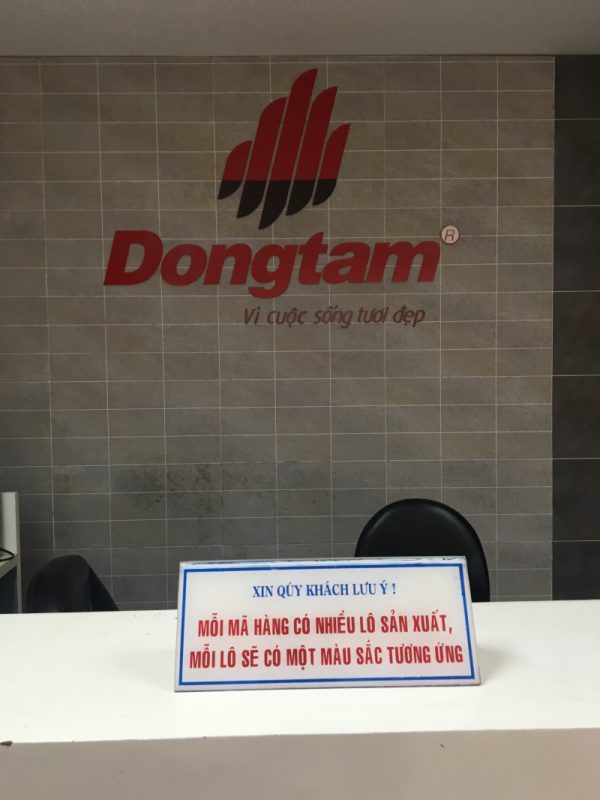 Dongtam ®
Vì cuộc sống tươi đẹp
XIN QÚY KHÁCH LƯU Ý !
MỖI MÃ HÀNG CÓ NHIỀU LÔ SẢN XUẤT,
MỖI LÔ SẼ CÓ MỘT MÀU SẮC TƯƠNG ỨNG